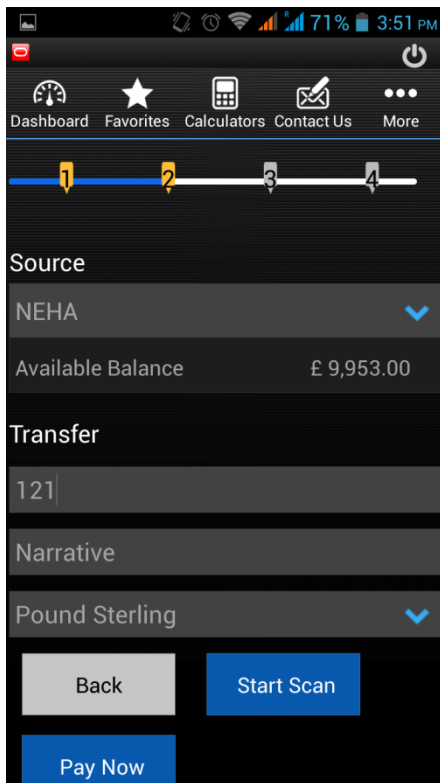 R 71% 3:51 PM
Dashboard Favorites Calculators Contact Us More
1 2 3 4
Source
NEHA
Available Balance £ 9,953.00
Transfer
121
Narrative
Pound Sterling
Back Start Scan
Pay Now